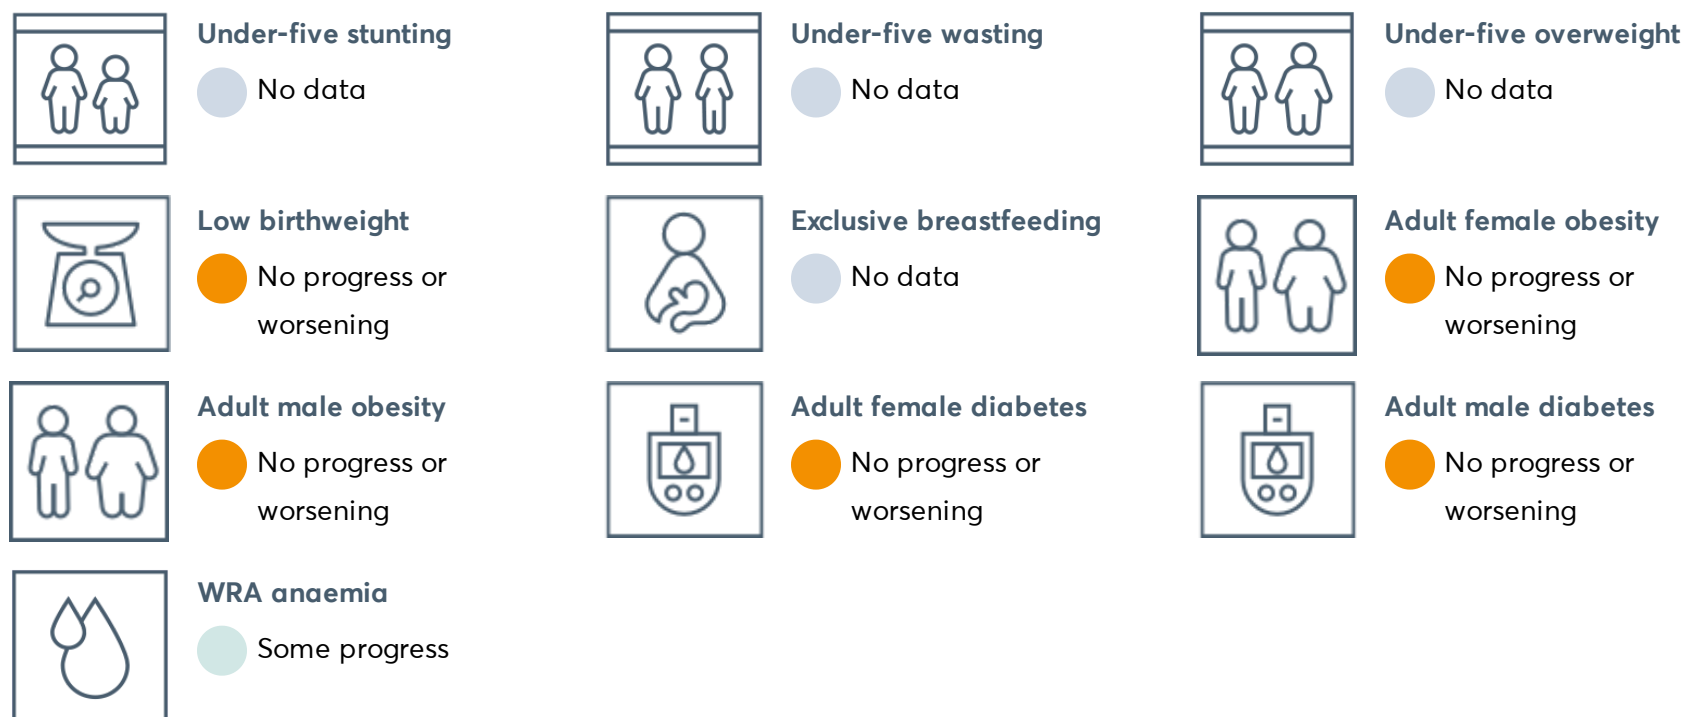 Under-five stunting
No data
Under-five wasting
No data
Under-five overweight
No data
Low birthweight
No progress or
worsening
Exclusive breastfeeding
No data
Adult female obesity
No progress or
worsening
Adult male obesity
No progress or
worsening
Adult female diabetes
No progress or
worsening
Adult male diabetes
No progress or
worsening
WRA anaemia
Some progress